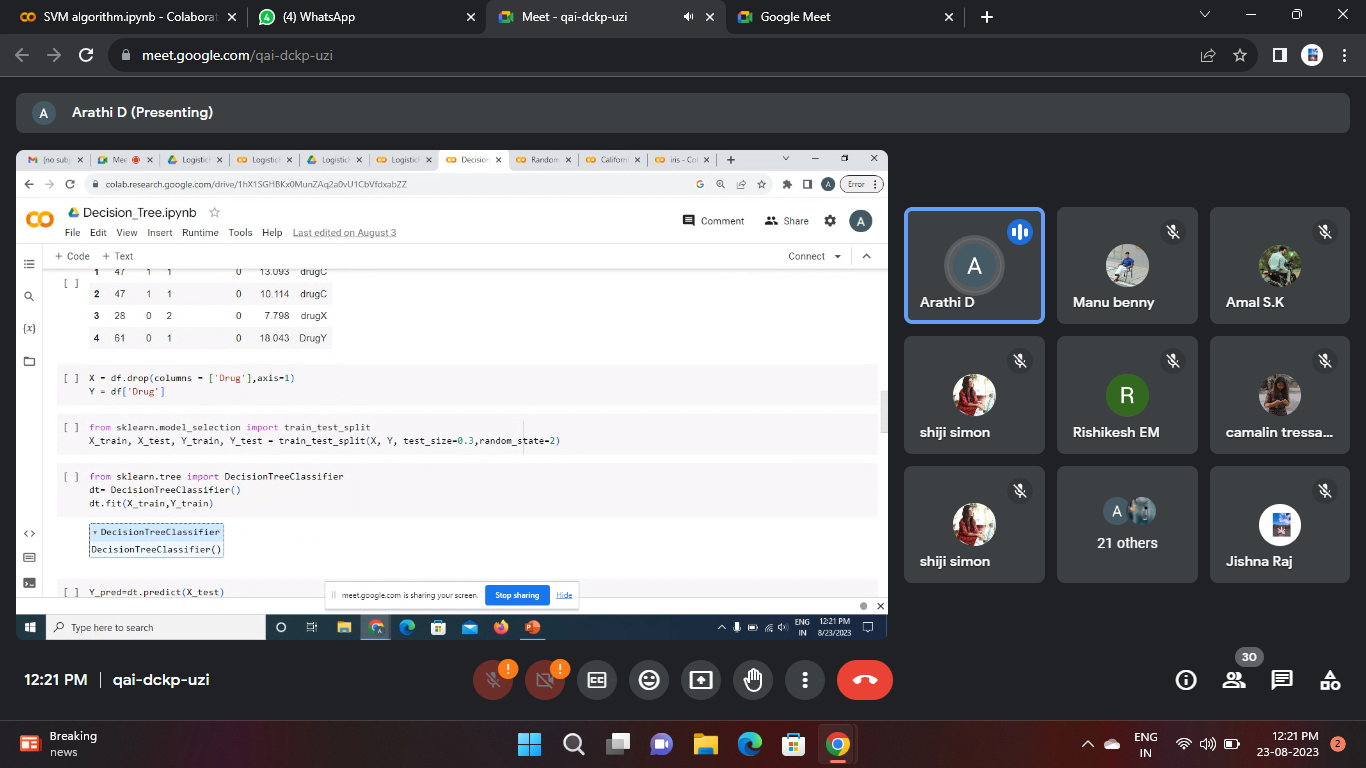 SVM algorithm.ipynb - Colaborat
(4) WhatsApp
Meet - qai-dckp-uzi
Google Meet
meet.google.com/qai-dckp-uzi
A
Arathi D (Presenting)
(no sub
Mee
Logistic
Logistic
Logistic
Logistic
Decision
Random
Californi
iris - Co
colab.research.google.com/drive/1hX1SGHBKx0MunZAq2a0vU1CbVfdxabZZ
A
Error
Decision_Tree.ipynb
File Edit View Insert Runtime Tools Help Last edited on August 3
Comment
Share
A
+ Code + Text
Connect
1 47 1 1 0 13.093 drugC
[ ]
2 47 1 1 0 10.114 drugC
3 28 0 2 0 7.798 drugX
4 61 0 1 0 18.043 DrugY
[ ] X = df.drop(columns = ['Drug'],axis=1)
Y = df['Drug']
[ ] from sklearn.model_selection import train_test_split
X_train, X_test, Y_train, Y_test = train_test_split(X, Y, test_size=0.3,random_state=2)
[ ] from sklearn.tree import DecisionTreeClassifier
dt= DecisionTreeClassifier()
dt.fit(X_train,Y_train)
▾ DecisionTreeClassifier
DecisionTreeClassifier()
[ ] Y_pred=dt.predict(X_test)
{x}
<>
meet.google.com is sharing your screen.
Stop sharing
Hide
Type here to search
ENG
IN
12:21 PM
8/23/2023
A
Arathi D
Manu benny
Amal S.K
shiji simon
R
Rishikesh EM
camalin tressa...
shiji simon
A
21 others
Jishna Raj
12:21 PM | qai-dckp-uzi
!
!
30
Breaking
news
ENG
IN
12:21 PM
23-08-2023
2